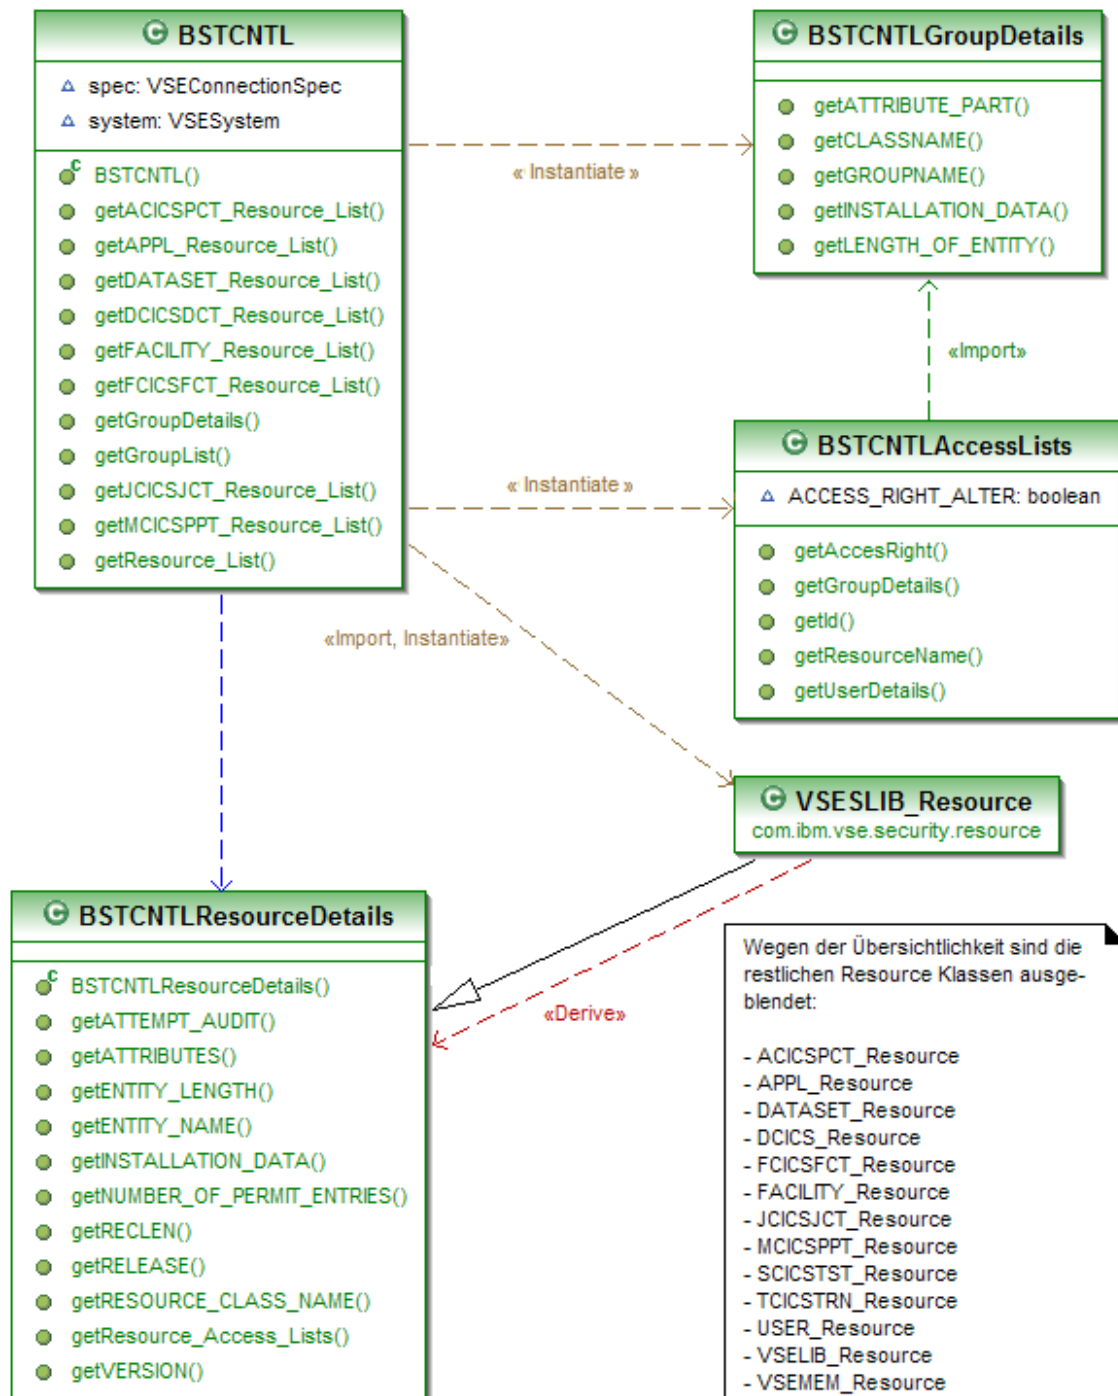 BSTCNTL
spec: VSEConnectionSpec
system: VSESystem
BSTCNTL()
getACICSPCT_Resource_List()
getAPPL_Resource_List()
getDATASET_Resource_List()
getDCICSDCT_Resource_List()
getFACILITY_Resource_List()
getFCICSFCT_Resource_List()
getGroupDetails()
getGroupList()
getJCICSJCT_Resource_List()
getMCICSPPT_Resource_List()
getResource_List()
« Instantiate »
BSTCNTLGroupDetails
getATTRIBUTE_PART()
getCLASSNAME()
getGROUPNAME()
getINSTALLATION_DATA()
getLENGTH_OF_ENTITY()
«Import»
« Instantiate »
BSTCNTLAccessLists
ACCESS_RIGHT_ALTER: boolean
getAccesRight()
getGroupDetails()
getId()
getResourceName()
getUserDetails()
«Import, Instantiate»
VSESLIB_Resource
com.ibm.vse.security.resource
«Derive»
BSTCNTLResourceDetails
BSTCNTLResourceDetails()
getATTEMPT_AUDIT()
getATTRIBUTES()
getENTITY_LENGTH()
getENTITY_NAME()
getINSTALLATION_DATA()
getNUMBER_OF_PERMIT_ENTRIES()
getRECLEN()
getRELEASE()
getRESOURCE_CLASS_NAME()
getResource_Access_Lists()
getVERSION()
Wegen der Übersichtlichkeit sind die
restlichen Resource Klassen ausge-
blendet:
- ACICSPCT_Resource
- APPL_Resource
- DATASET_Resource
- DCICS_Resource
- FCICSFCT_Resource
- FACILITY_Resource
- JCICSJCT_Resource
- MCICSPPT_Resource
- SCICSTST_Resource
- TCICSTRN_Resource
- USER_Resource
- VSELIB_Resource
- VSEMEM_Resource